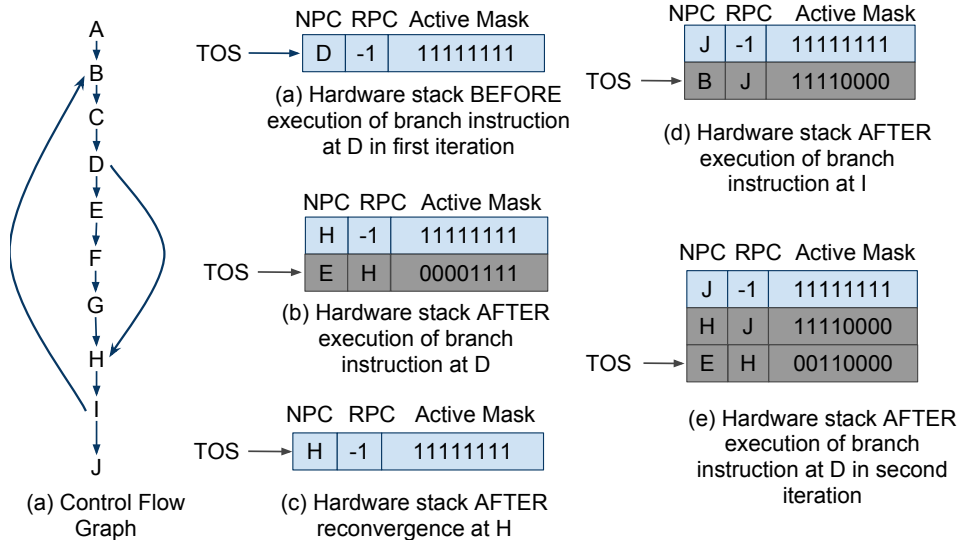 A
B
C
D
E
F
G
H
I
J
(a) Control Flow
Graph
NPC RPC Active Mask
TOS
D -1 11111111
(a) Hardware stack BEFORE
execution of branch instruction
at D in first iteration
NPC RPC Active Mask
H -1 11111111
TOS
E H 00001111
(b) Hardware stack AFTER
execution of branch
instruction at D
NPC RPC Active Mask
TOS
H -1 11111111
(c) Hardware stack AFTER
reconvergence at H
NPC RPC Active Mask
J -1 11111111
TOS
B J 11110000
(d) Hardware stack AFTER
execution of branch
instruction at I
NPC RPC Active Mask
J -1 11111111
H J 11110000
TOS
E H 00110000
(e) Hardware stack AFTER
execution of branch
instruction at D in second
iteration